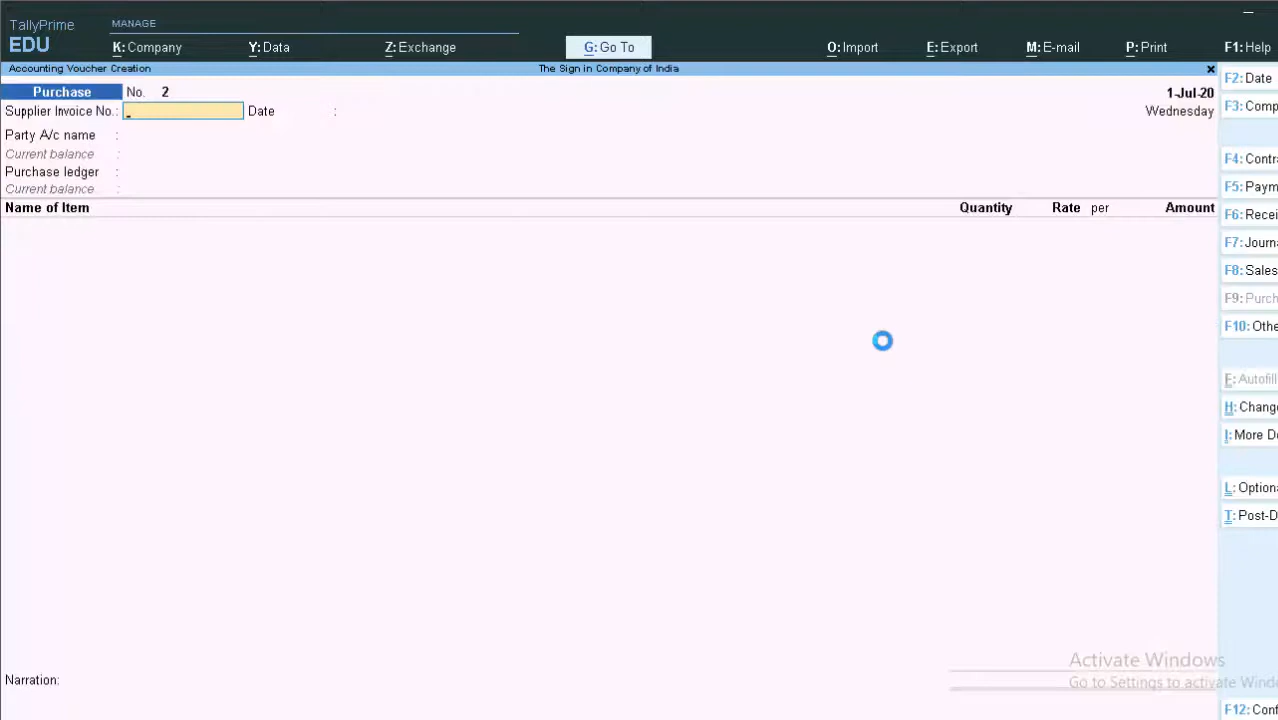 TallyPrime MANAGE
EDU K: Company Y: Data Z: Exchange G: Go To O: Import E: Export M: E-mail P: Print F1: Help
Accounting Voucher Creation The Sign in Company of India x
Purchase No. 2 1-Jul-20
Supplier Invoice No.: Date : Wednesday
Party A/c name :
Current balance :
Purchase ledger :
Current balance :
Name of Item Quantity Rate per Amount
F2: Date
F3: Comp
F4: Contr
F5: Paym
F6: Recei
F7: Journ
F8: Sales
F9: Purch
F10: Othe
E: Autofill
H: Change
I: More De
L: Optiona
T: Post-D
Activate Windows
Go to Settings to activate Windo
Narration:
F12: Conf